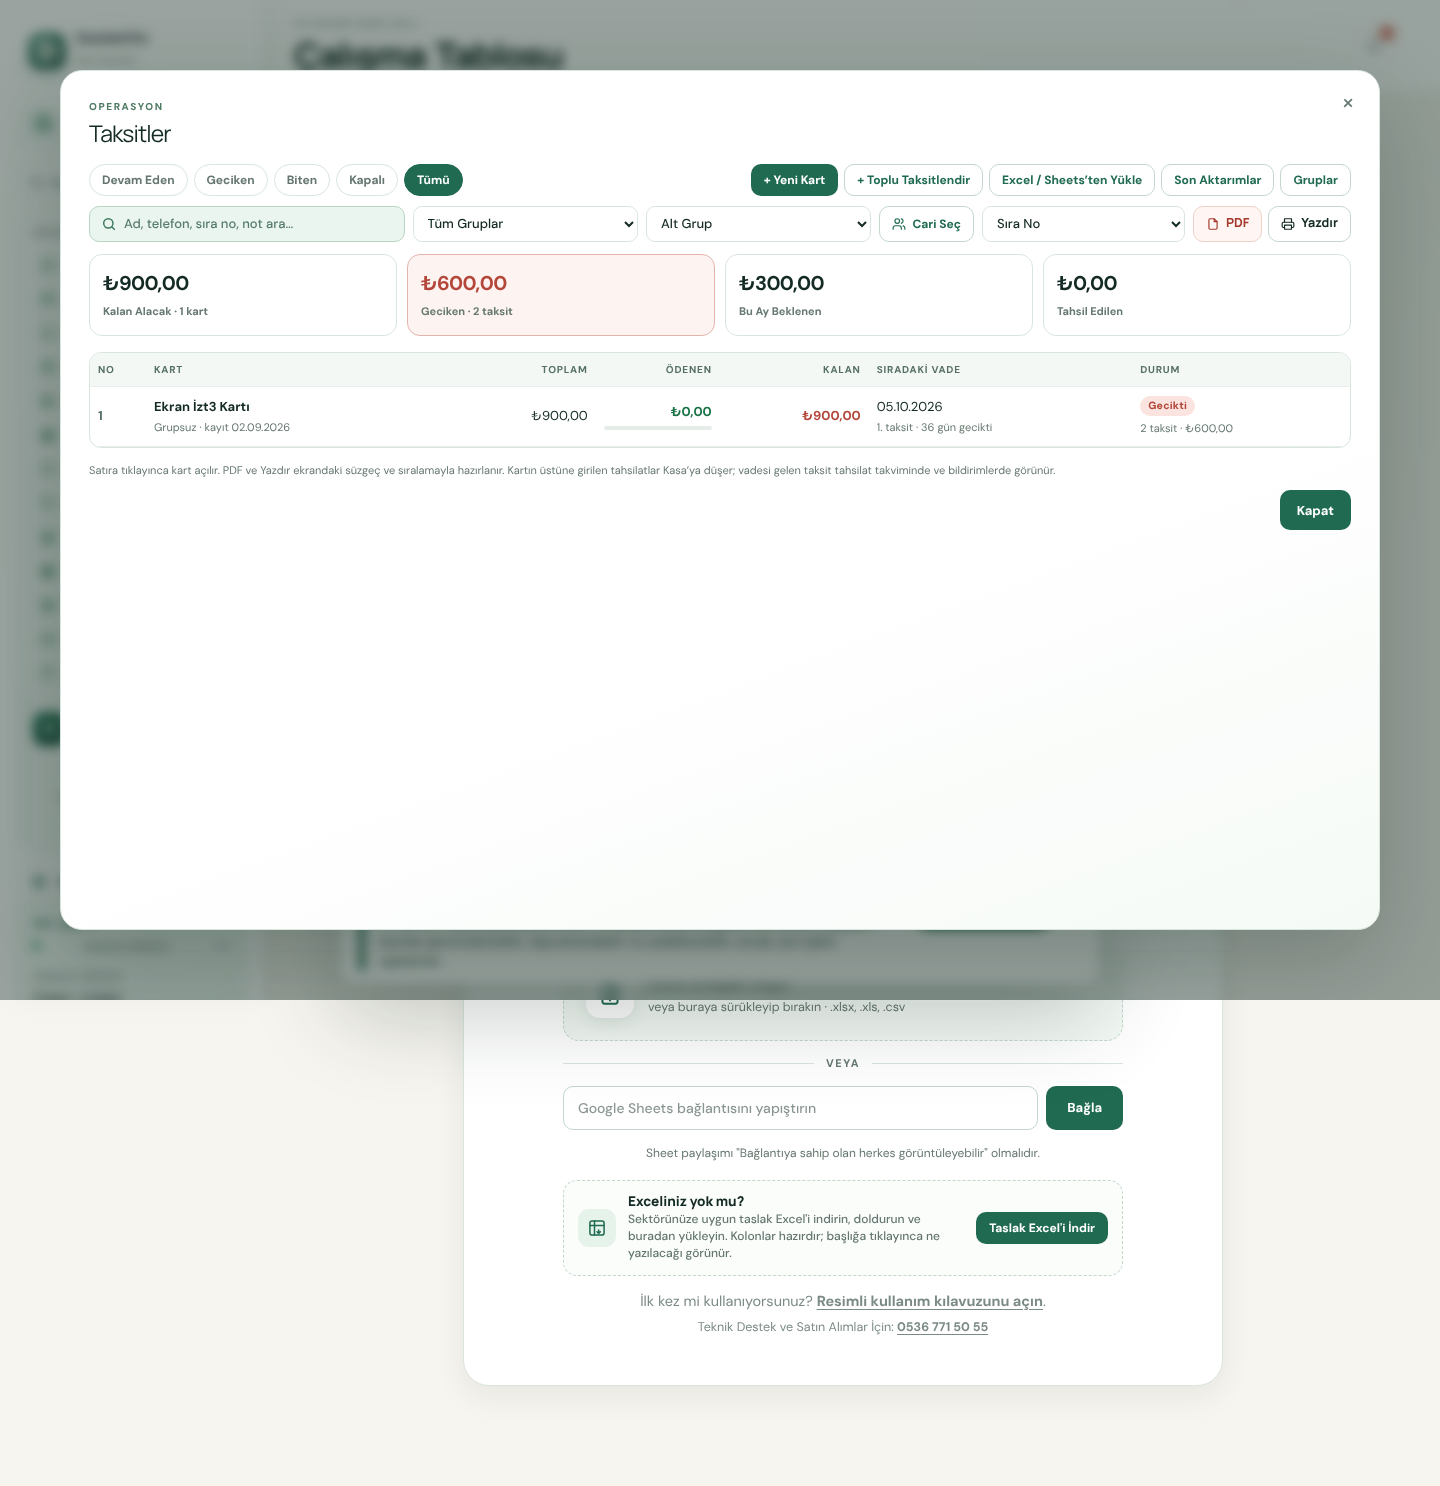 Çalışma Tablosu
OPERASYON
Taksitler
×
Devam Eden
Geciken
Biten
Kapalı
Tümü
+ Yeni Kart
+ Toplu Taksitlendir
Excel / Sheets'ten Yükle
Son Aktarımlar
Gruplar
Ad, telefon, sıra no, not ara...
Tüm Gruplar
Alt Grup
Cari Seç
Sıra No
PDF
Yazdır
₺900,00
Kalan Alacak · 1 kart
₺600,00
Geciken · 2 taksit
₺300,00
Bu Ay Beklenen
₺0,00
Tahsil Edilen
NO KART TOPLAM ÖDENEN KALAN SIRADAKİ VADE DURUM
1
Ekran İzt3 Kartı
Grupsuz · kayıt 02.09.2026
₺900,00
₺0,00
₺900,00
05.10.2026
1. taksit · 36 gün gecikti
Gecikti
2 taksit · ₺600,00
Satıra tıklayınca kart açılır. PDF ve Yazdır ekrandaki süzgeç ve sıralamayla hazırlanır. Kartın üstüne girilen tahsilatlar Kasa'ya düşer; vadesi gelen taksit tahsilat takviminde ve bildirimlerde görünür.
Kapat
veya buraya sürükleyip bırakın · .xlsx, .xls, .csv
VEYA
Google Sheets bağlantısını yapıştırın
Bağla
Sheet paylaşımı "Bağlantıya sahip olan herkes görüntüleyebilir" olmalıdır.
Exceliniz yok mu?
Sektörünüze uygun taslak Excel'i indirin, doldurun ve
buradan yükleyin. Kolonlar hazırdır; başlığa tıklayınca ne
yazılacağı görünür.
Taslak Excel'i İndir
İlk kez mi kullanıyorsunuz? Resimli kullanım kılavuzunu açın.
Teknik Destek ve Satın Alımlar İçin: 0536 771 50 55